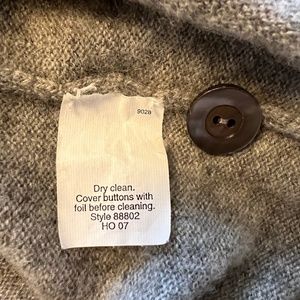 9028
Dry clean.
Cover buttons with
foil before cleaning.
Style 88802
HO 07